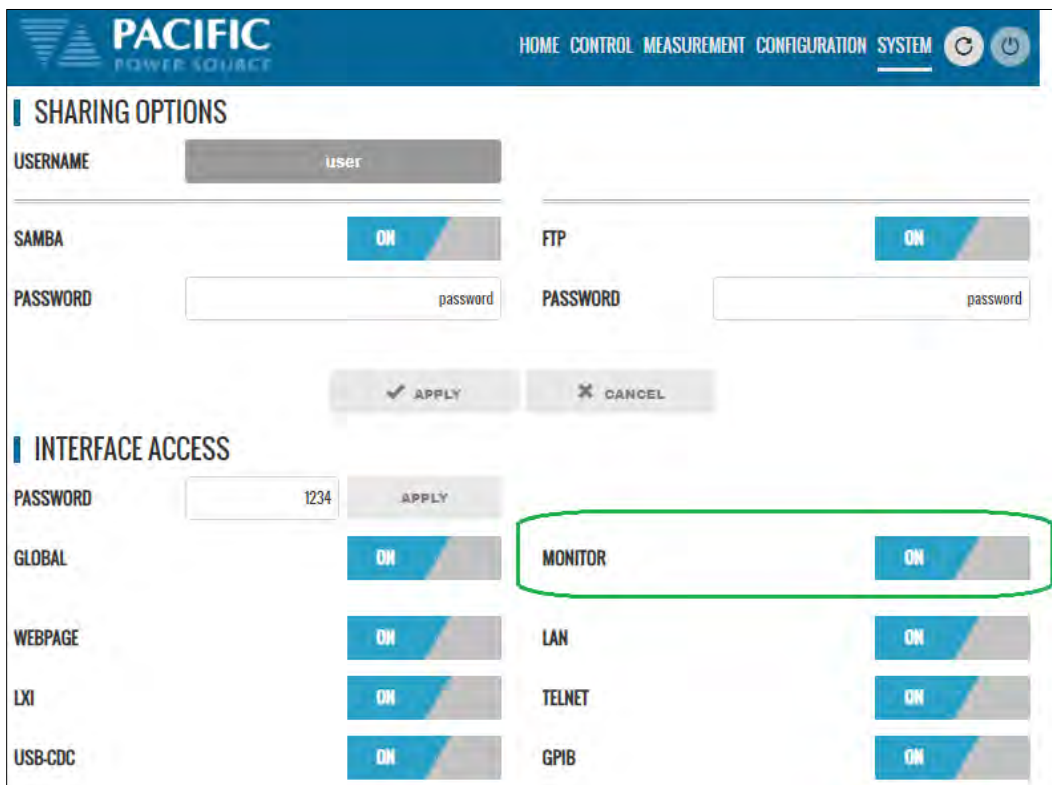 PACIFIC
POWER SOURCE
HOME CONTROL MEASUREMENT CONFIGURATION SYSTEM
SHARING OPTIONS
USERNAME user
SAMBA ON FTP ON
PASSWORD password PASSWORD password
APPLY CANCEL
INTERFACE ACCESS
PASSWORD 1234 APPLY
GLOBAL ON MONITOR ON
WEBPAGE ON LAN ON
LXI ON TELNET ON
USB-CDC ON GPIB ON